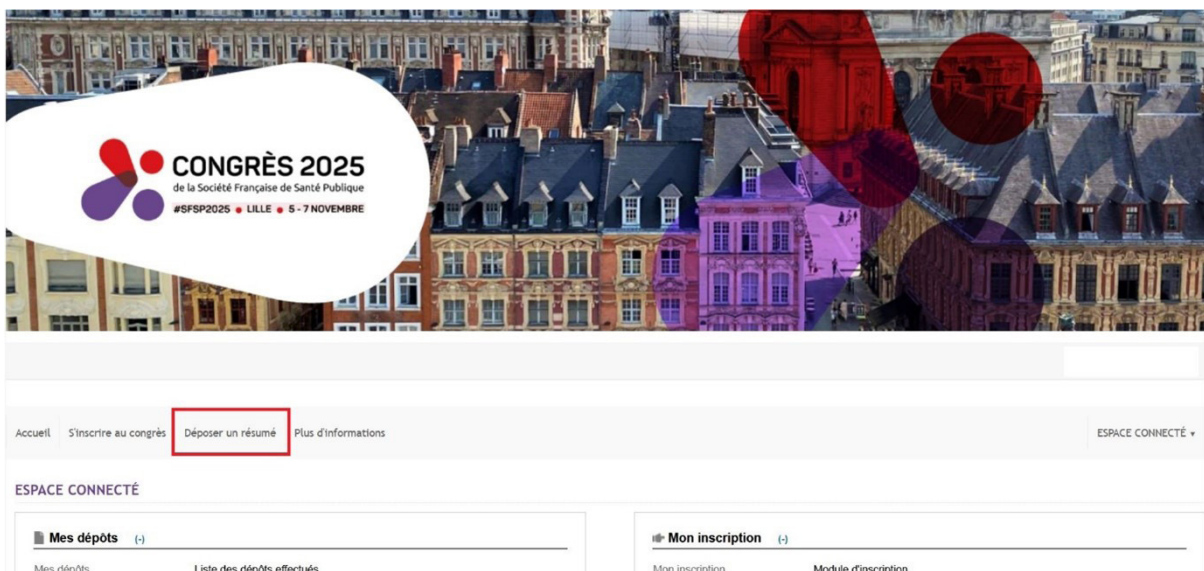 CONGRÈS 2025
de la Société Française de Santé Publique
#SFSP2025 • LILLE • 5 - 7 NOVEMBRE
Accueil S'inscrire au congrès Déposer un résumé Plus d'informations ESPACE CONNECTÉ
ESPACE CONNECTÉ
Mes dépôts (-)
Mon inscription (-)
Mes dépôts Liste des dépôts effectués
Mon inscription Module d'inscription